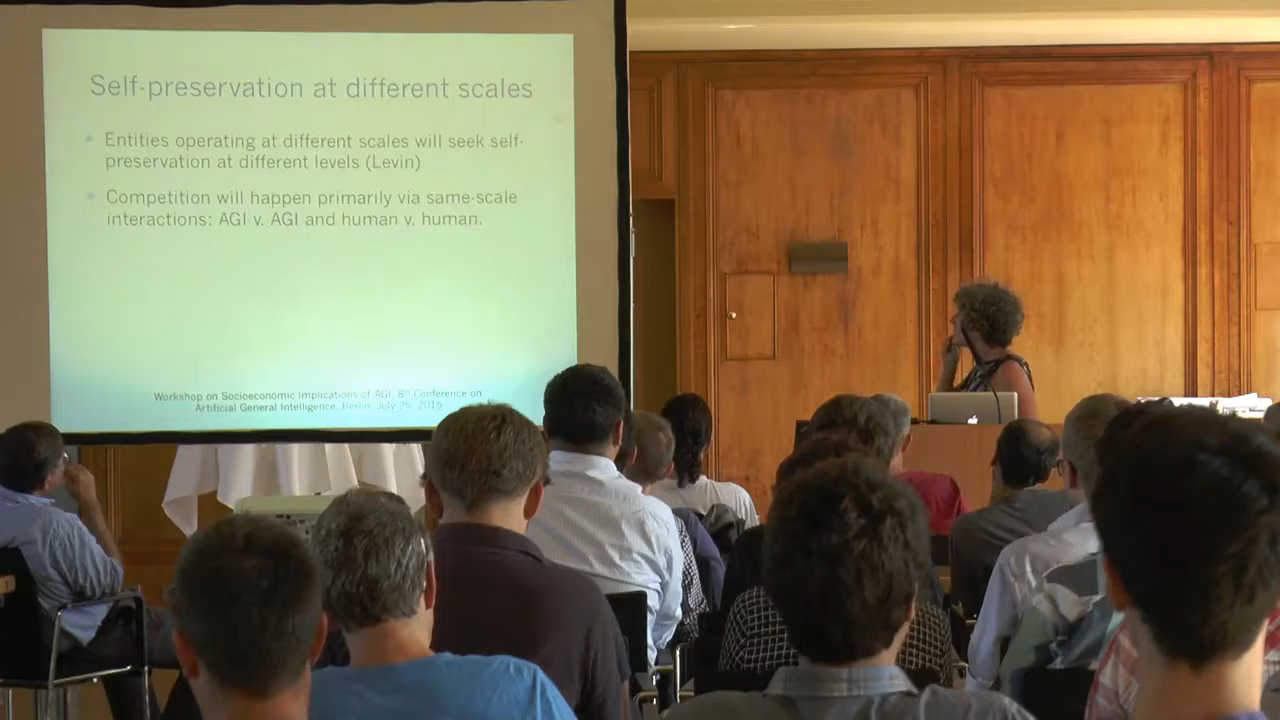 Self-preservation at different scales
Entities operating at different scales will seek self-
preservation at different levels (Levin)
Competition will happen primarily via same-scale
interactions: AGI v. AGI and human v. human.
Workshop on Socioeconomic Implications of AGI, 8th Conference on
Artificial General Intelligence, Berlin, July 25, 2015